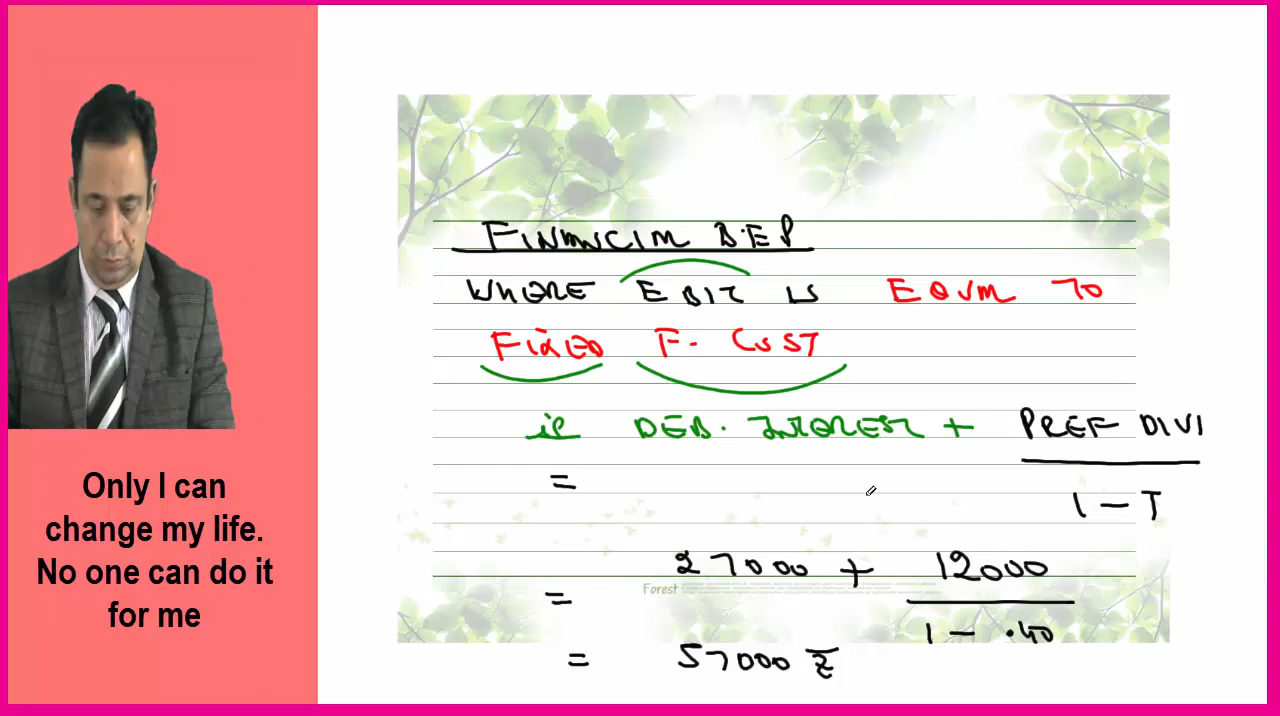 Only I can
change my life.
No one can do it
for me
FINANCIAL B.EP
WHERE EBIT IS EQUAL TO
FIXED F. COST
ie DEB. INTEREST + PREF DIVI
=
1 - T
27000 + 12000
Forest
=
1 - .40
= 57000 ₹